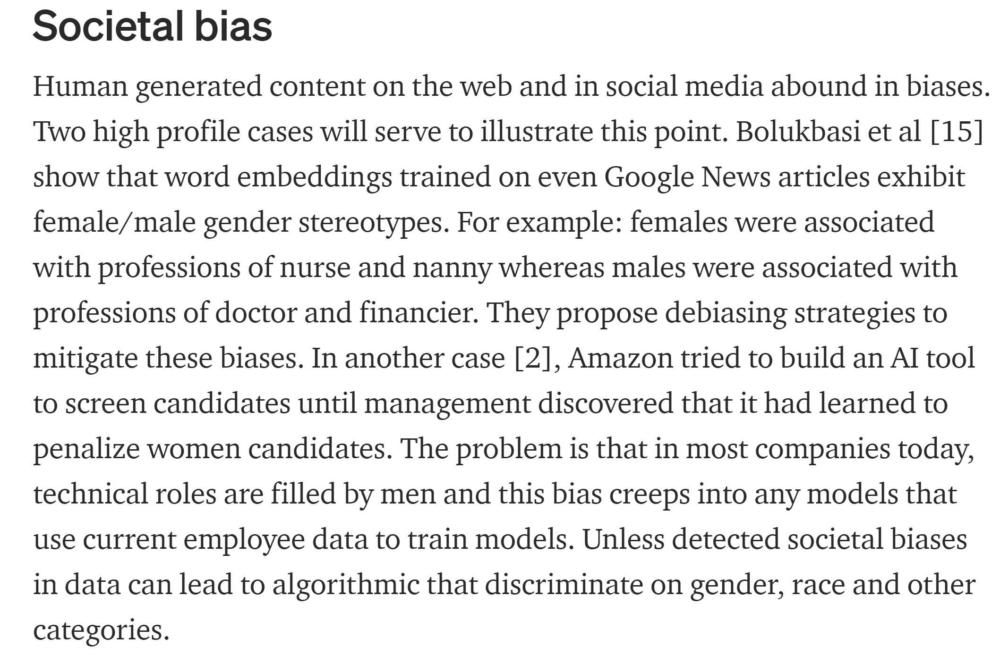 Societal bias
Human generated content on the web and in social media abound in biases.
Two high profile cases will serve to illustrate this point. Bolukbasi et al [15]
show that word embeddings trained on even Google News articles exhibit
female/male gender stereotypes. For example: females were associated
with professions of nurse and nanny whereas males were associated with
professions of doctor and financier. They propose debiasing strategies to
mitigate these biases. In another case [2], Amazon tried to build an AI tool
to screen candidates until management discovered that it had learned to
penalize women candidates. The problem is that in most companies today,
technical roles are filled by men and this bias creeps into any models that
use current employee data to train models. Unless detected societal biases
in data can lead to algorithmic that discriminate on gender, race and other
categories.